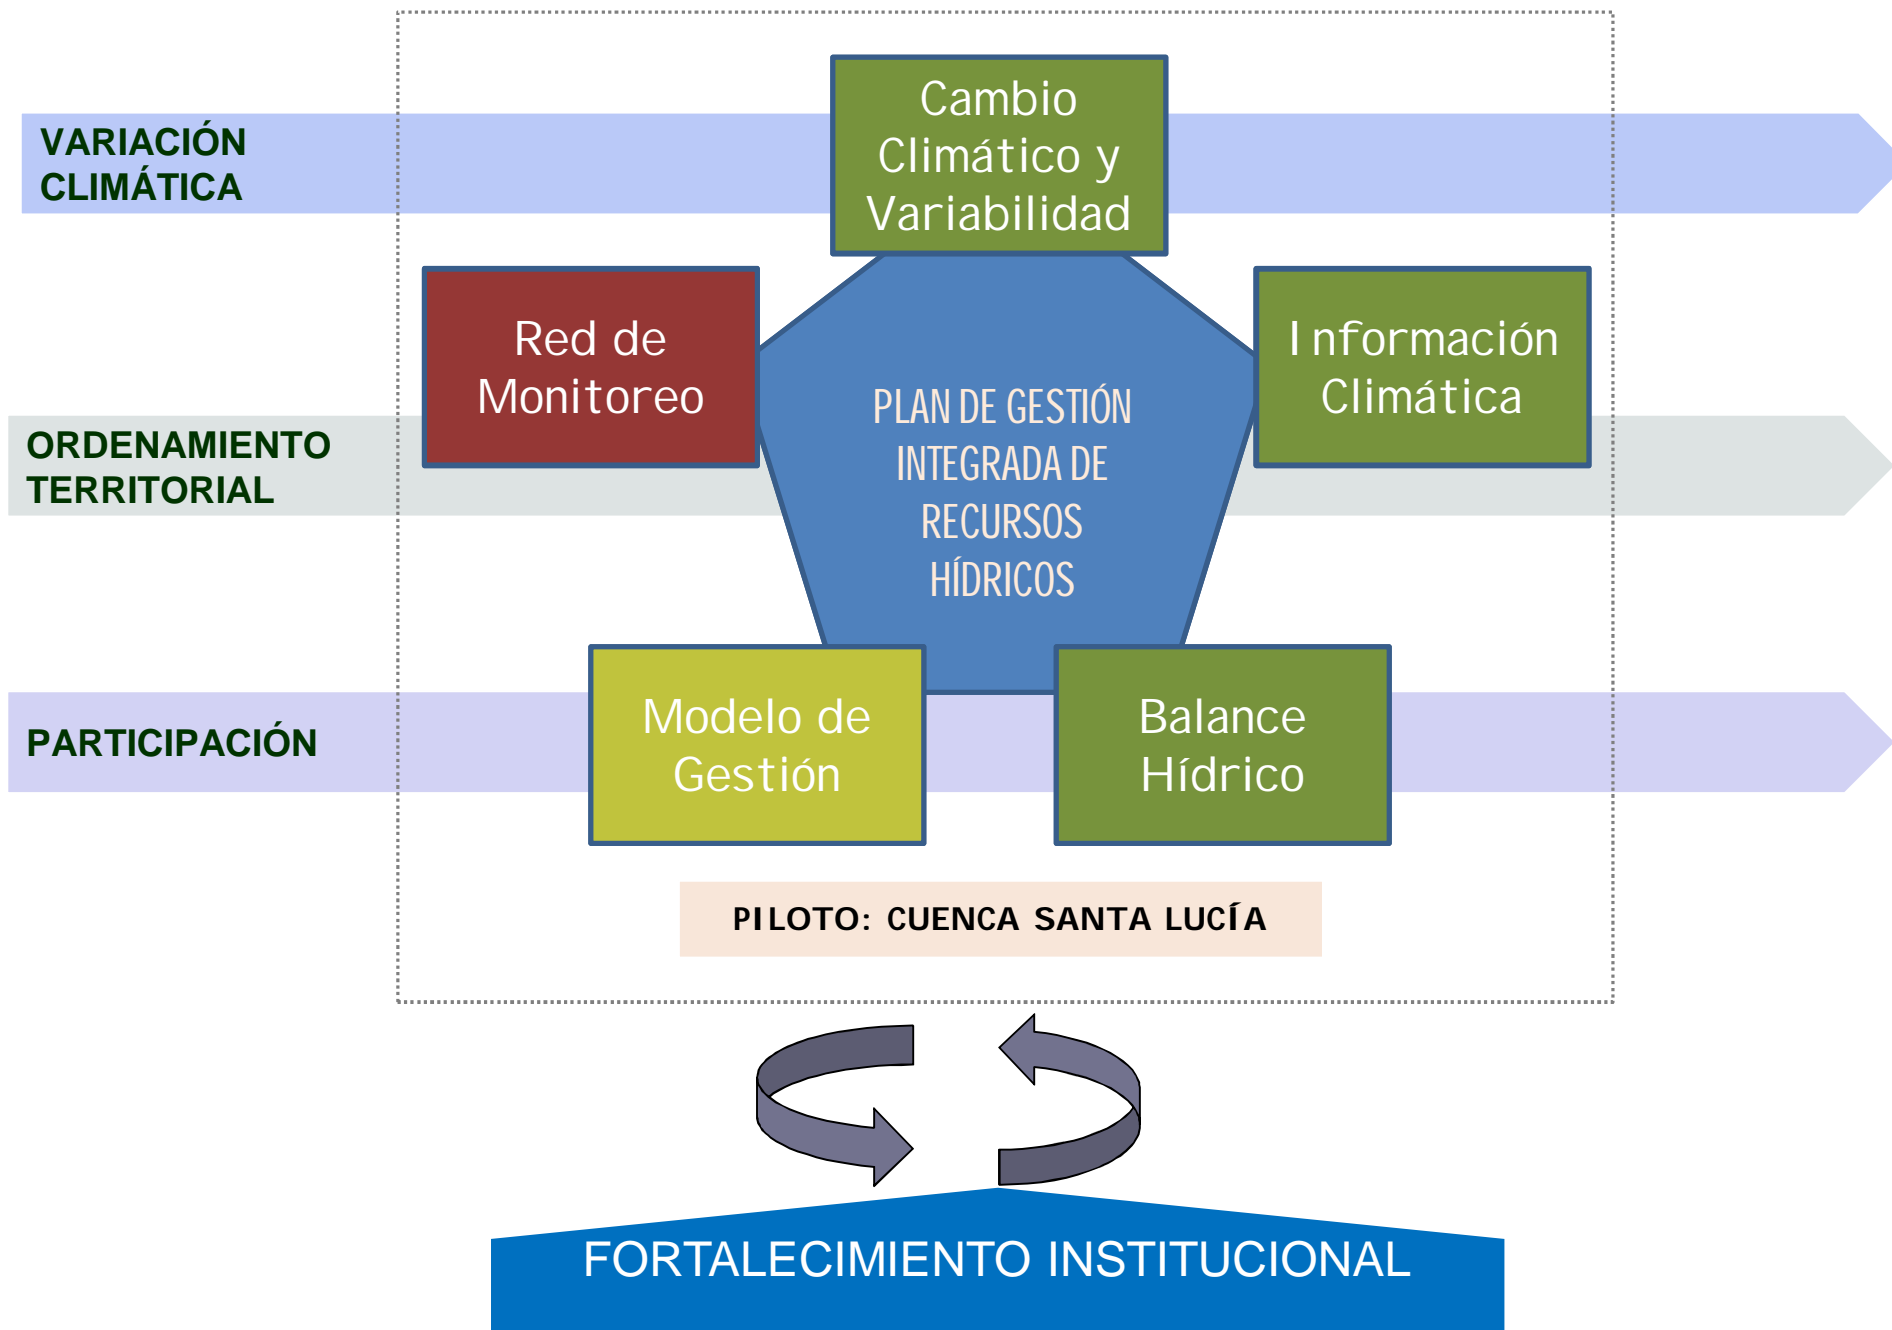 Cambio
Climático y
Variabilidad
VARIACIÓN
CLIMÁTICA
Red de
Monitoreo
Información
Climática
PLAN DE GESTIÓN
INTEGRADA DE
RECURSOS
HÍDRICOS
ORDENAMIENTO
TERRITORIAL
PARTICIPACIÓN
Modelo de
Gestión
Balance
Hídrico
PILOTO: CUENCA SANTA LUCÍA
FORTALECIMIENTO INSTITUCIONAL